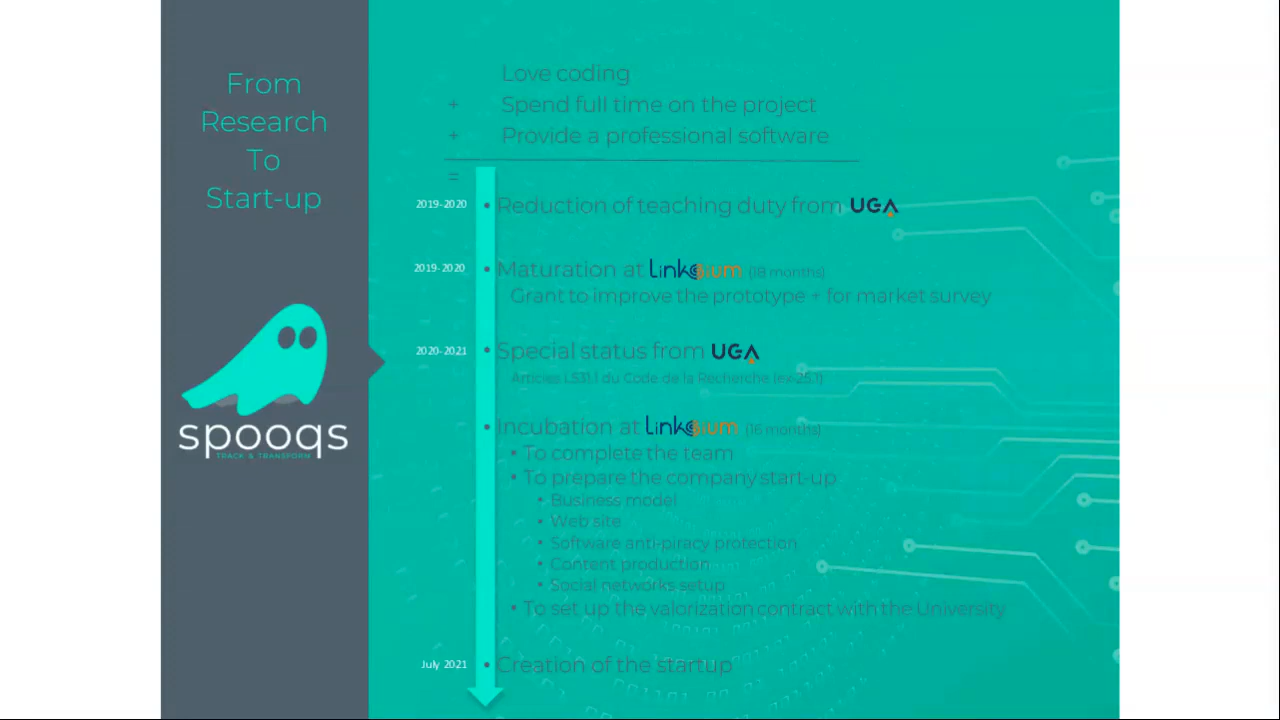 From
Research
To
Start-up
spooqs
TRACK & TRANSFORM
Love coding
+ Spend full time on the project
+ Provide a professional software
=
2019-2020 • Reduction of teaching duty from UGA
2019-2020 • Maturation at Linksium (18 months)
Grant to improve the prototype + for market survey
2020-2021 • Special status from UGA
Articles L531.1 du Code de la Recherche (ex 25.1)
• Incubation at Linksium (16 months)
• To complete the team
• To prepare the company start-up
• Business model
• Web site
• Software anti-piracy protection
• Content production
• Social networks setup
• To set up the valorization contract with the University
July 2021 • Creation of the startup